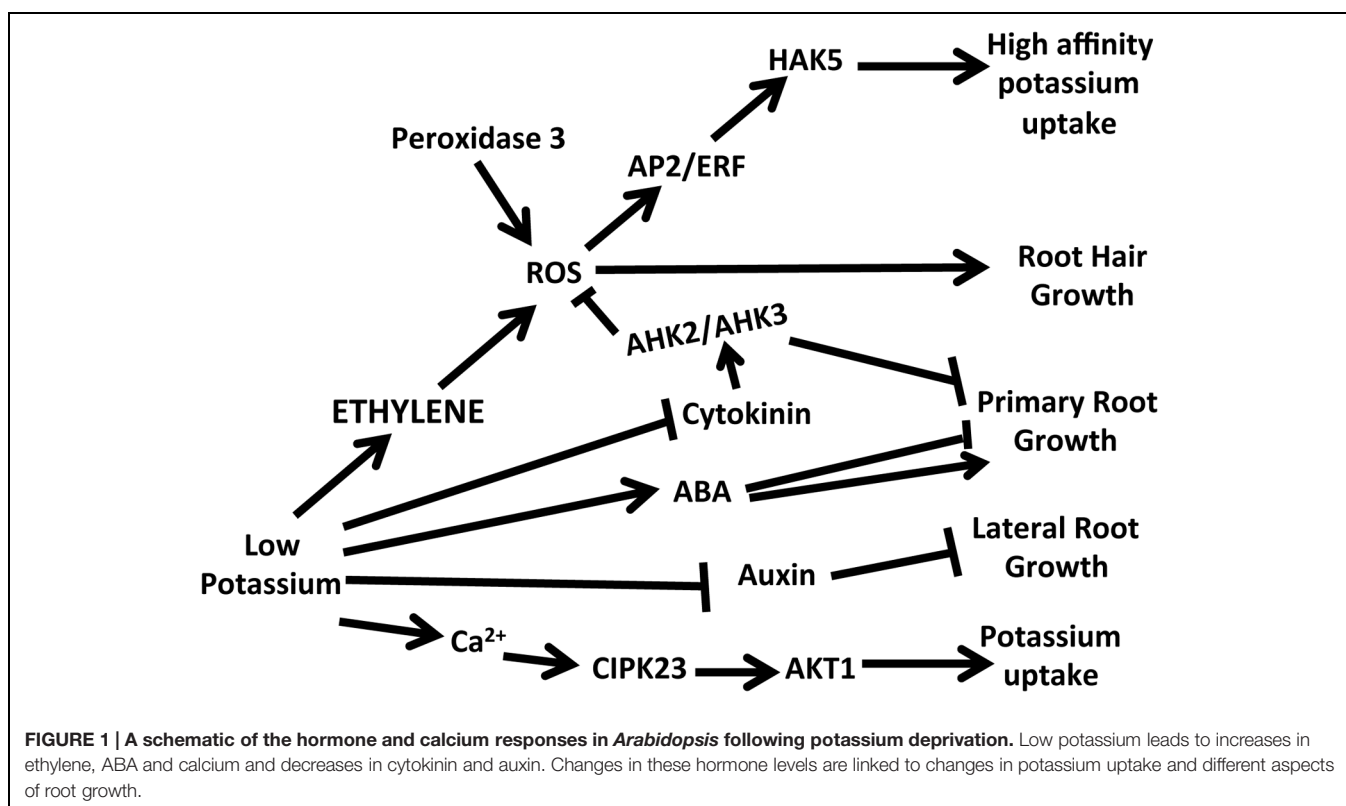 HAK5
High affinity
potassium
uptake
Peroxidase 3
AP2/ERF
ROS
Root Hair
Growth
AHK2/AHK3
ETHYLENE
Cytokinin
Primary Root
Growth
ABA
Low
Potassium
Auxin
Lateral Root
Growth
Ca²⁺
CIPK23
AKT1
Potassium
uptake
FIGURE 1 | A schematic of the hormone and calcium responses in Arabidopsis following potassium deprivation. Low potassium leads to increases in
ethylene, ABA and calcium and decreases in cytokinin and auxin. Changes in these hormone levels are linked to changes in potassium uptake and different aspects
of root growth.